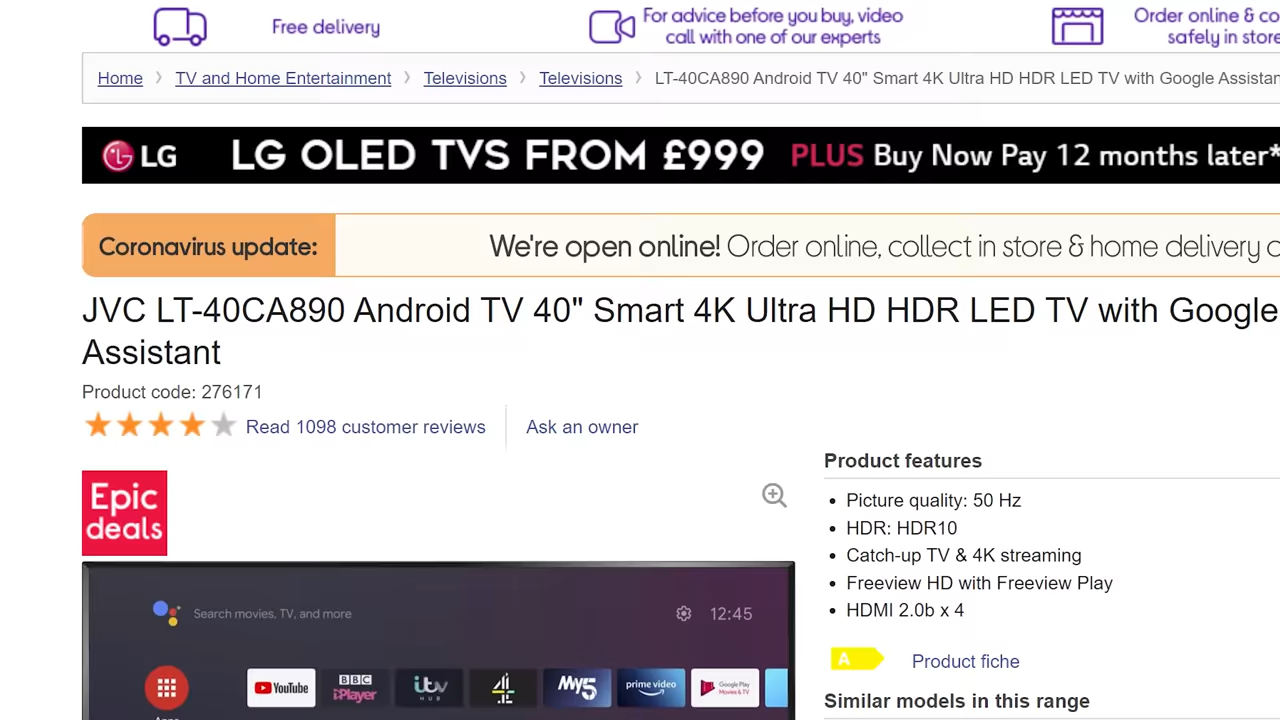 Free delivery
For advice before you buy, video
call with one of our experts
Order online & co
safely in store
Home > TV and Home Entertainment > Televisions > Televisions > LT-40CA890 Android TV 40" Smart 4K Ultra HD HDR LED TV with Google Assistan
LG LG OLED TVS FROM £999 PLUS Buy Now Pay 12 months later*
Coronavirus update: We're open online! Order online, collect in store & home delivery
JVC LT-40CA890 Android TV 40" Smart 4K Ultra HD HDR LED TV with Google
Assistant
Product code: 276171
Read 1098 customer reviews
Ask an owner
Epic
deals
Search movies, TV, and more
12:45
YouTube
BBC
iPlayer
itv
HUB
4
My5
prime video
Google Play
Movies & TV
Product features
Picture quality: 50 Hz
HDR: HDR10
Catch-up TV & 4K streaming
Freeview HD with Freeview Play
HDMI 2.0b x 4
A Product fiche
Similar models in this range